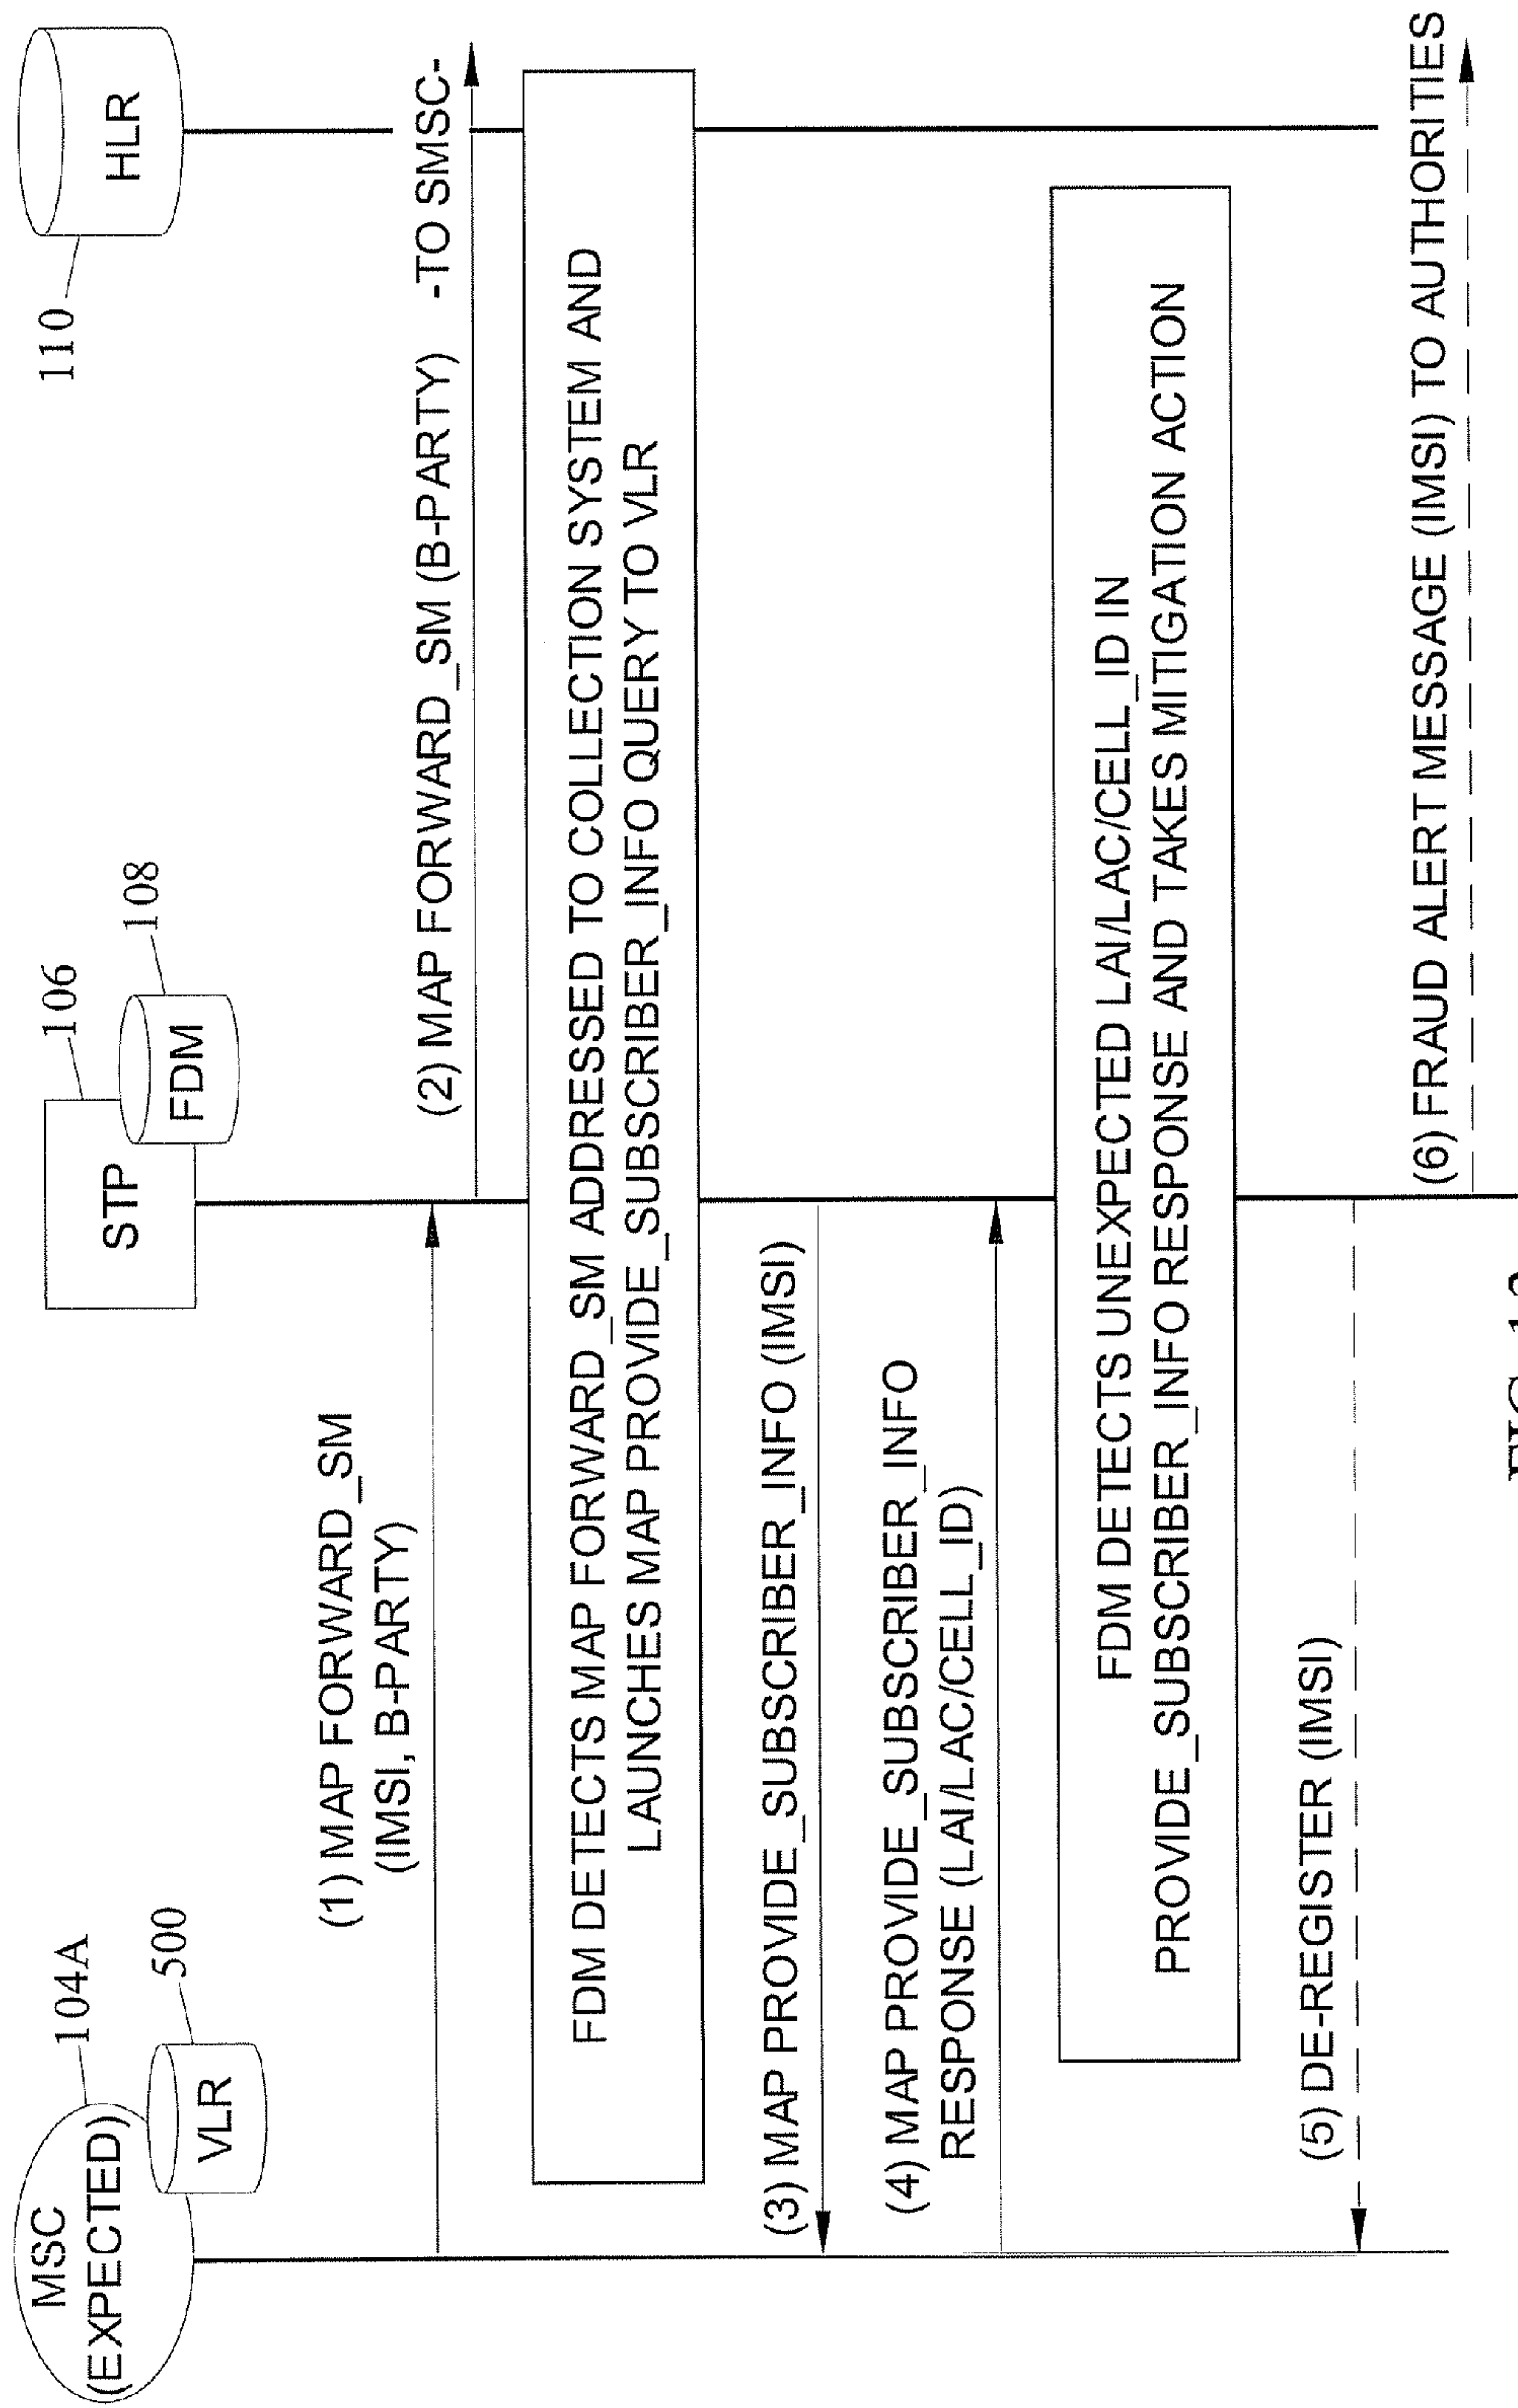 MSC
(EXPECTED)
104A
VLR
500
STP
106
FDM
108
HLR
110
(1) MAP FORWARD_SM
(IMSI, B-PARTY)
(2) MAP FORWARD_SM (B-PARTY) -TO SMSC-
FDM DETECTS MAP FORWARD_SM ADDRESSED TO COLLECTION SYSTEM AND
LAUNCHES MAP PROVIDE_SUBSCRIBER_INFO QUERY TO VLR
(3) MAP PROVIDE_SUBSCRIBER_INFO (IMSI)
(4) MAP PROVIDE_SUBSCRIBER_INFO
RESPONSE (LAI/LAC/CELL_ID)
FDM DETECTS UNEXPECTED LAI/LAC/CELL_ID IN
PROVIDE_SUBSCRIBER_INFO RESPONSE AND TAKES MITIGATION ACTION
(5) DE-REGISTER (IMSI)
(6) FRAUD ALERT MESSAGE (IMSI) TO AUTHORITIES